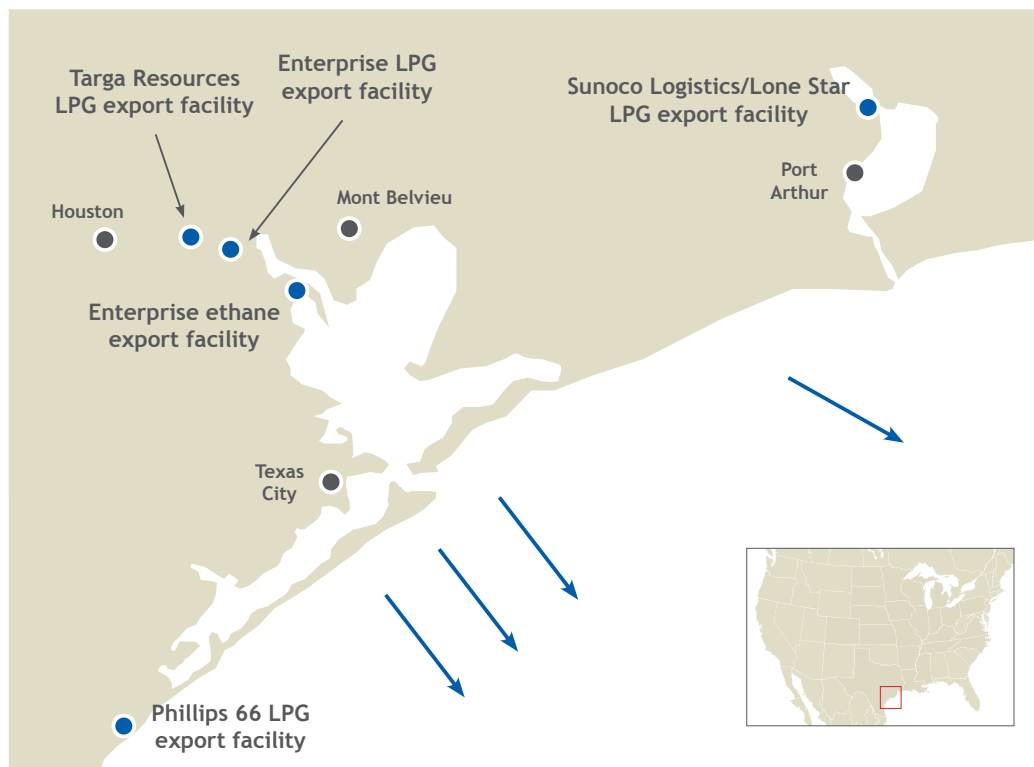 Targa Resources
LPG export facility
Enterprise LPG
export facility
Sunoco Logistics/Lone Star
LPG export facility
Port
Arthur
Mont Belvieu
Houston
Enterprise ethane
export facility
Texas
City
Phillips 66 LPG
export facility